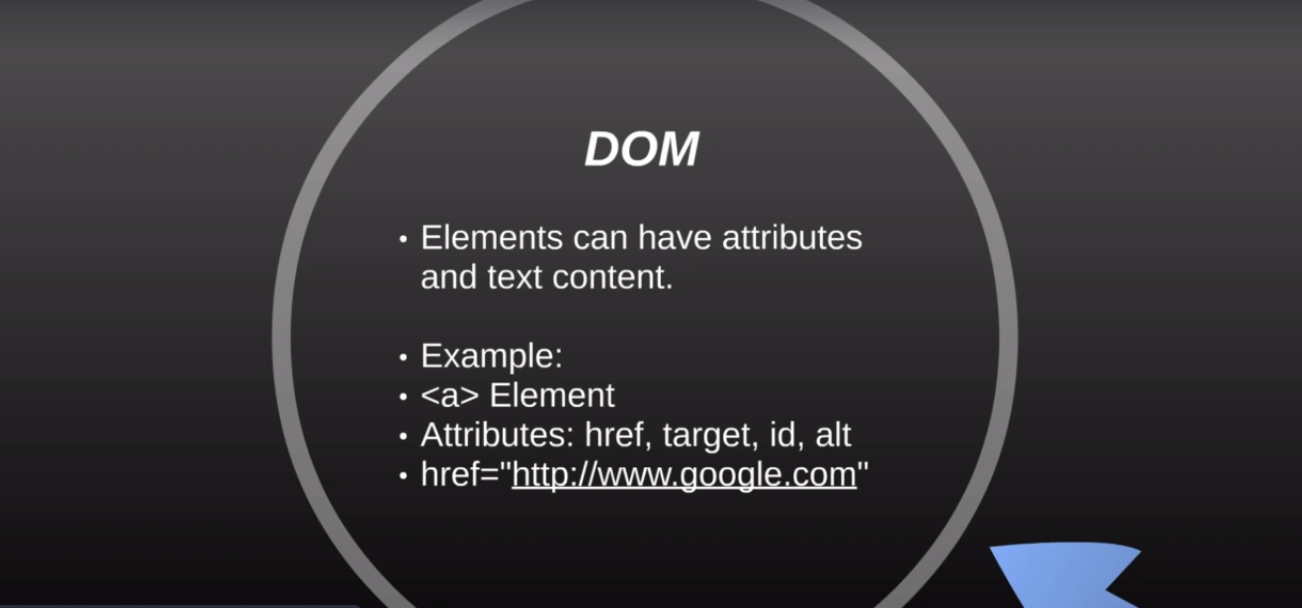 DOM
• Elements can have attributes
and text content.
• Example:
• <a> Element
• Attributes: href, target, id, alt
• href="http://www.google.com"